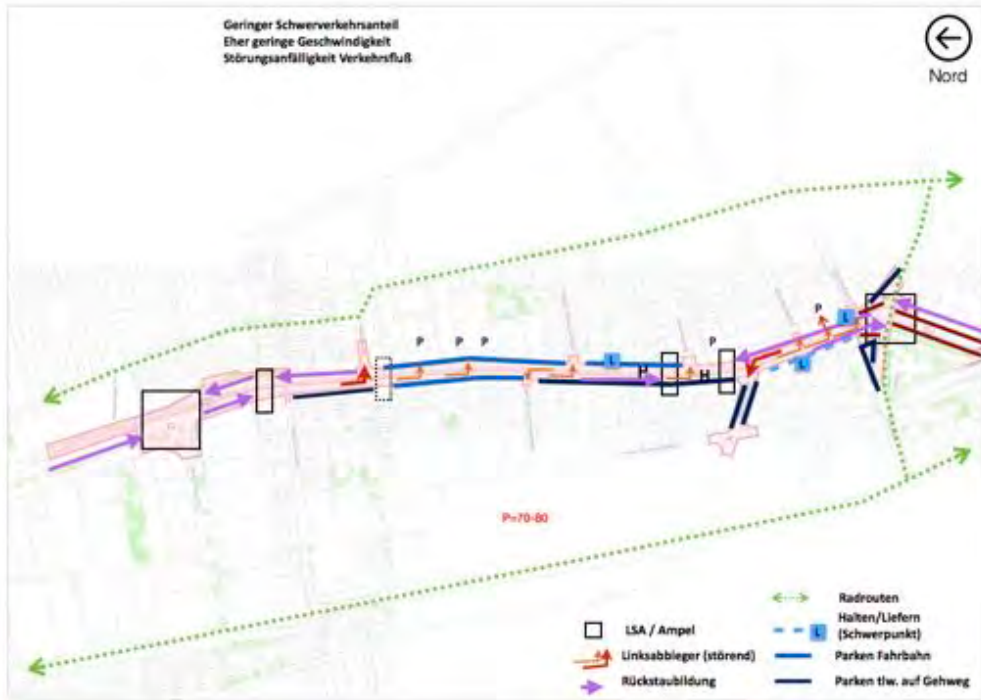 Geringer Schwerverkehrsanteil
Eher geringe Geschwindigkeit
Störungsanfälligkeit Verkehrsfluß
Nord
P
L
P P P
P
L
H
H
L
P=70-80
Radrouten
LSA / Ampel
L
Halten/Liefern
(Schwerpunkt)
Linksabbieger (störend)
Parken Fahrbahn
Rückstaubildung
Parken tlw. auf Gehweg